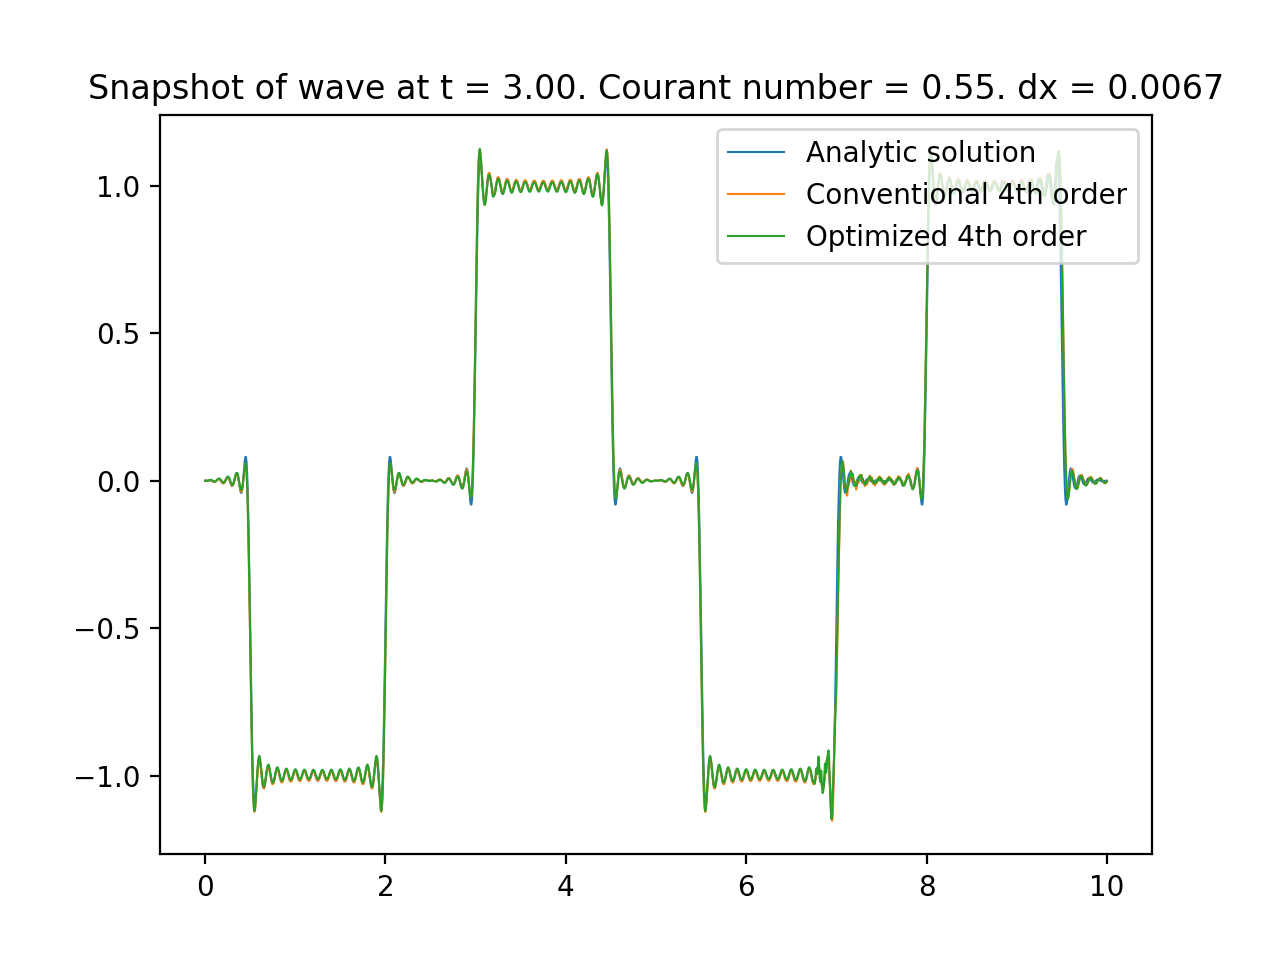 Snapshot of wave at t = 3.00. Courant number = 0.55. dx = 0.0067
Analytic solution
Conventional 4th order
Optimized 4th order
1.0
0.5
0.0
−0.5
−1.0
0 2 4 6 8 10